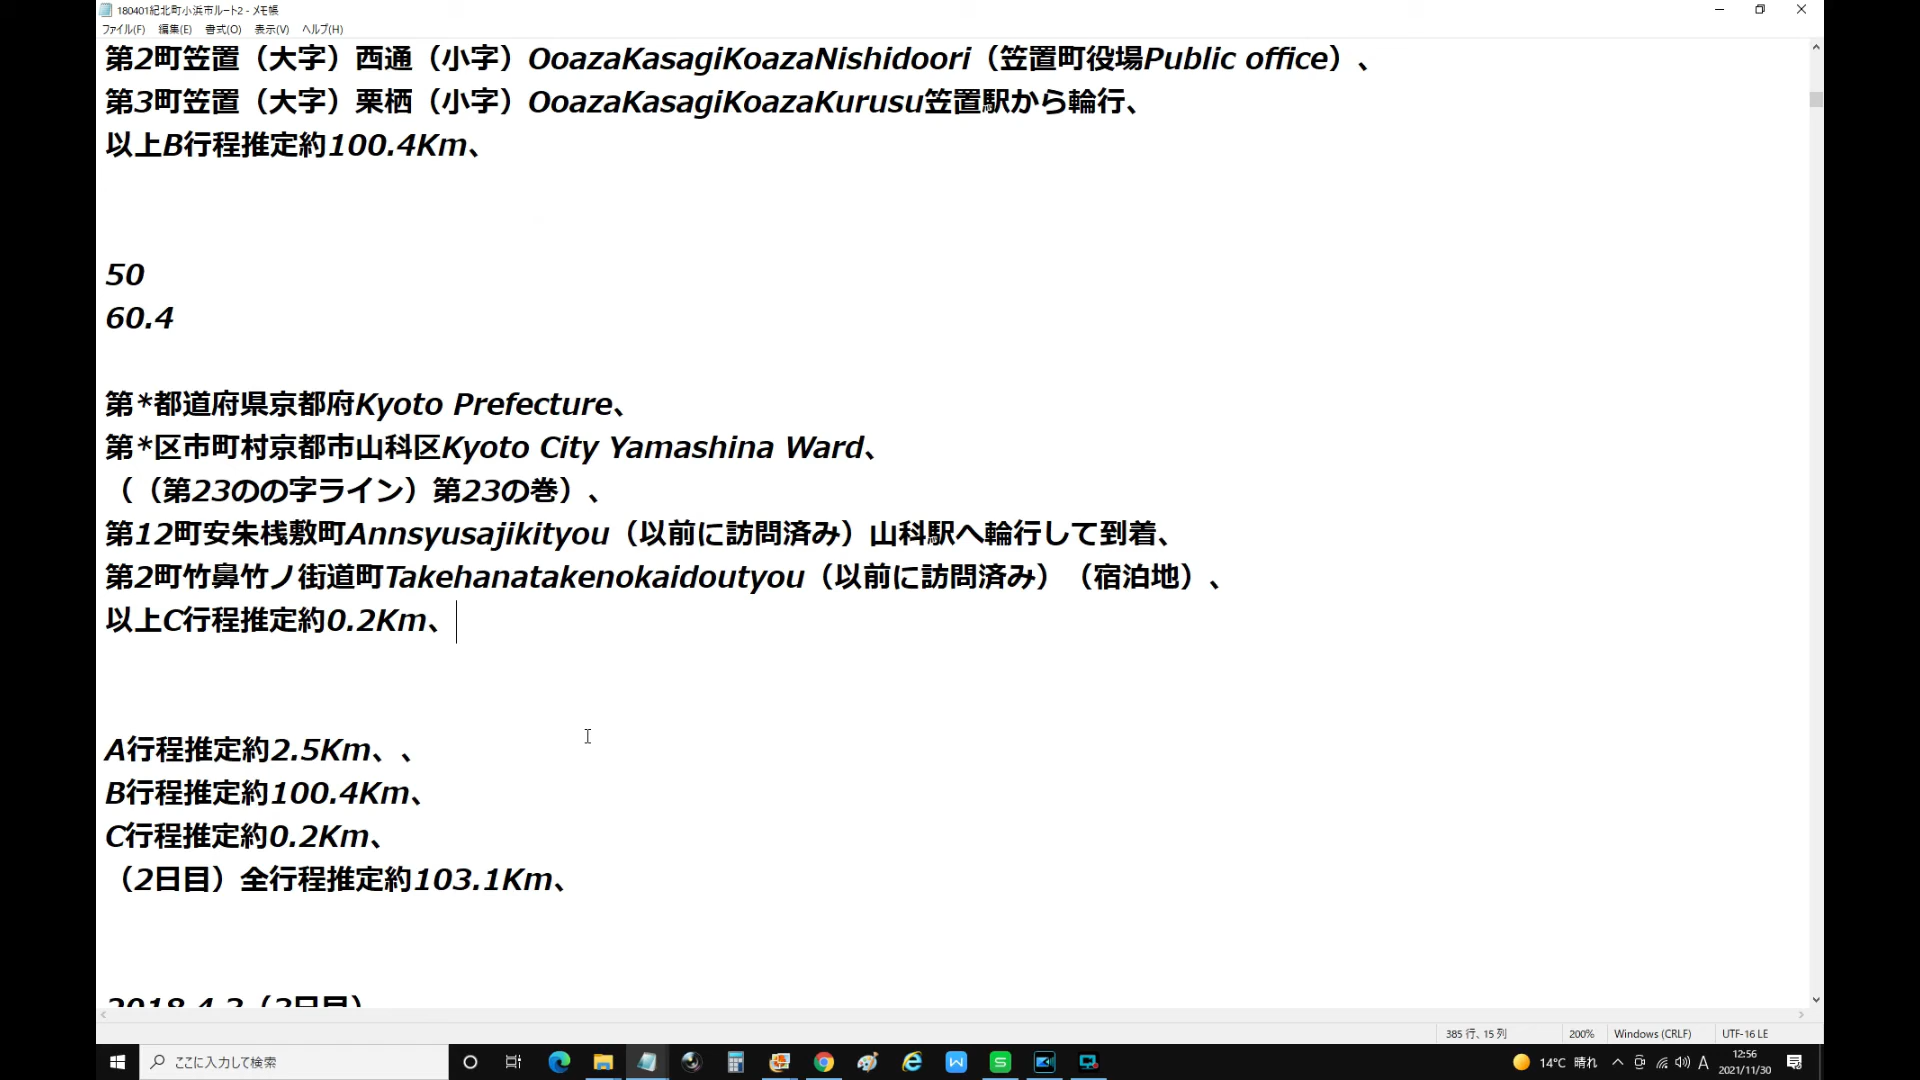 180401紀北町小浜市ルート2 - メモ帳
ファイル(F) 編集(E) 書式(O) 表示(V) ヘルプ(H)
第2町笠置（大字）西通（小字）OoazaKasagiKoazaNishidoori（笠置町役場Public office）、
第3町笠置（大字）栗栖（小字）OoazaKasagiKoazaKurusu笠置駅から輪行、
以上B行程推定約100.4Km、
50
60.4
第*都道府県京都府Kyoto Prefecture、
第*区市町村京都市山科区Kyoto City Yamashina Ward、
（（第23のの字ライン）第23の巻）、
第12町安朱桟敷町Annsyusajikityou（以前に訪問済み）山科駅へ輪行して到着、
第2町竹鼻竹ノ街道町Takehanatakenokaidoutyou（以前に訪問済み）（宿泊地）、
以上C行程推定約0.2Km、
A行程推定約2.5Km、、
B行程推定約100.4Km、
C行程推定約0.2Km、
（2日目）全行程推定約103.1Km、
2018.4.3（3日目）
385 行、15 列 200% Windows (CRLF) UTF-16 LE
ここに入力して検索
14°C 晴れ A 12:56
2021/11/30